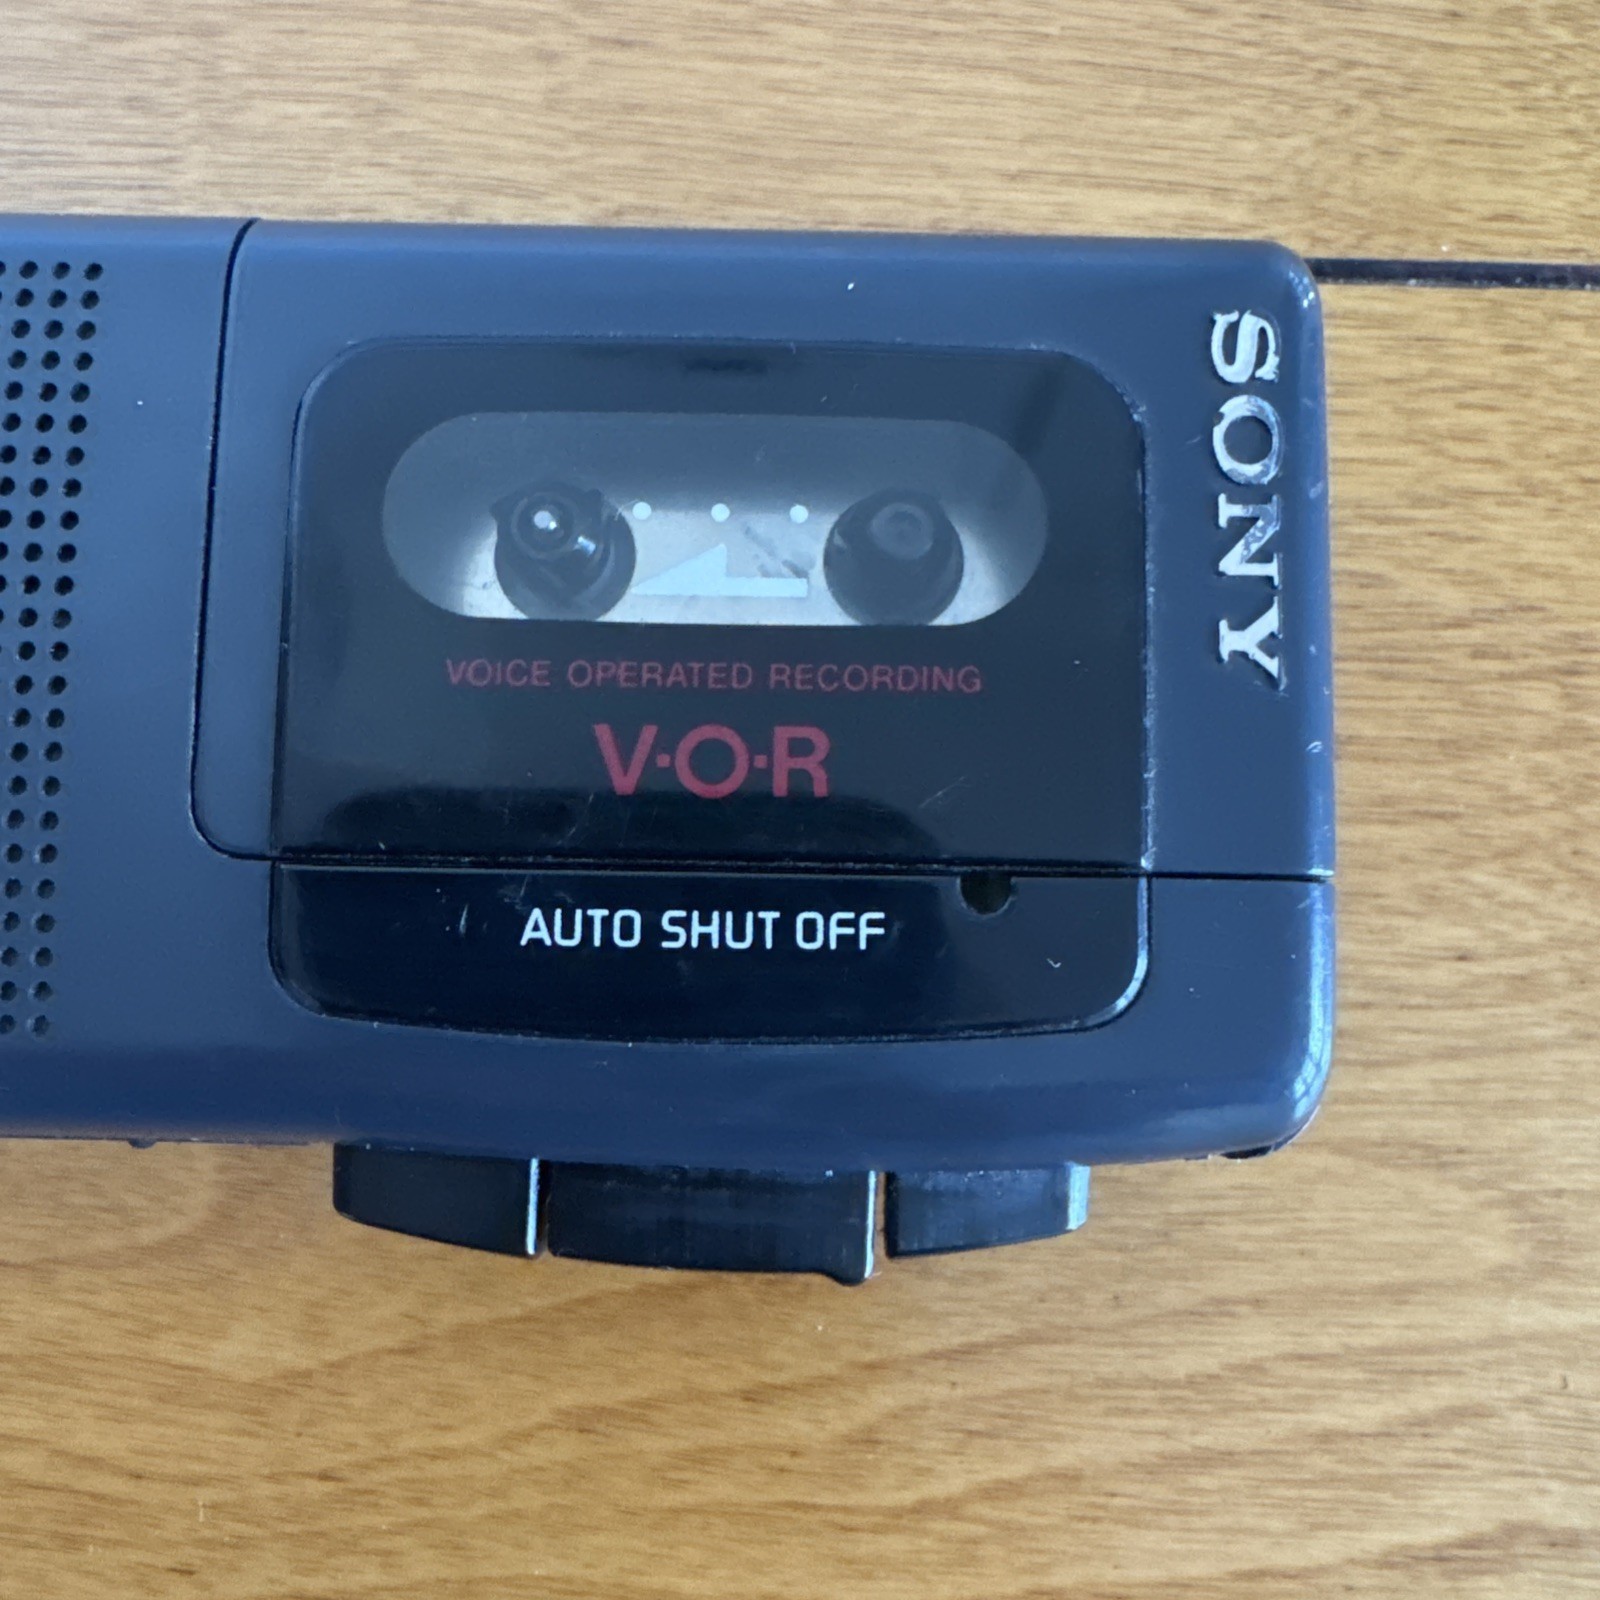 SONY
VOICE OPERATED RECORDING
V·O·R
AUTO SHUT OFF